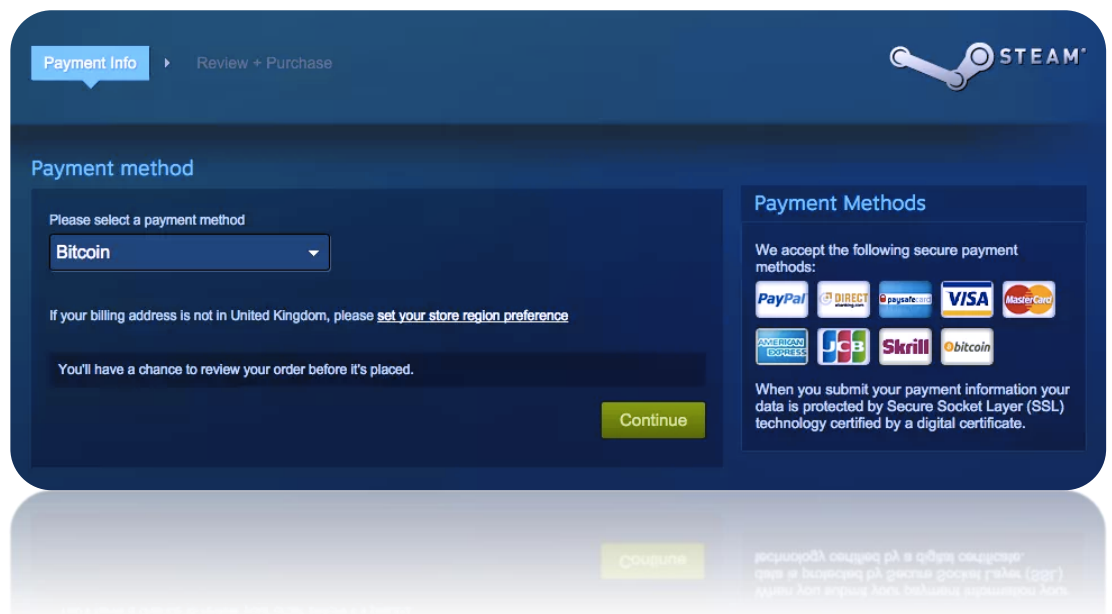 Payment Info
Review + Purchase
STEAM
Payment method
Please select a payment method
Bitcoin
If your billing address is not in United Kingdom, please set your store region preference
You'll have a chance to review your order before it's placed.
Continue
Payment Methods
We accept the following secure payment
methods:
PayPal
DIRECT
paysafecard
VISA
MasterCard
AMERICAN
EXPRESS
JCB
Skrill
bitcoin
When you submit your payment information your
data is protected by Secure Socket Layer (SSL)
technology certified by a digital certificate.